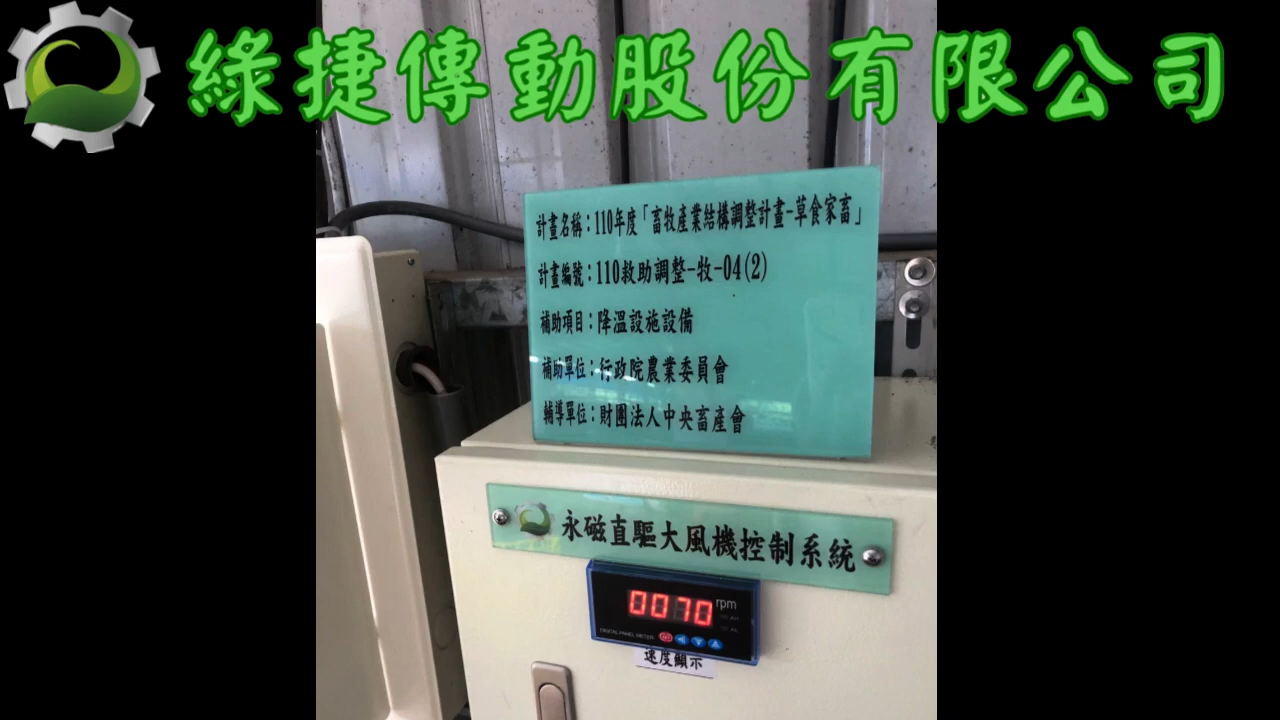 綠捷傳動股份有限公司
計畫名稱：110年度「畜牧產業結構調整計畫-草食家畜」
計畫編號：110救助調整-牧-04(2)
補助項目：降溫設施設備
補助單位：行政院農業委員會
輔導單位：財團法人中央畜產會
永磁直驅大風機控制系統
0070 rpm
DIGITAL PANEL METER
速度顯示